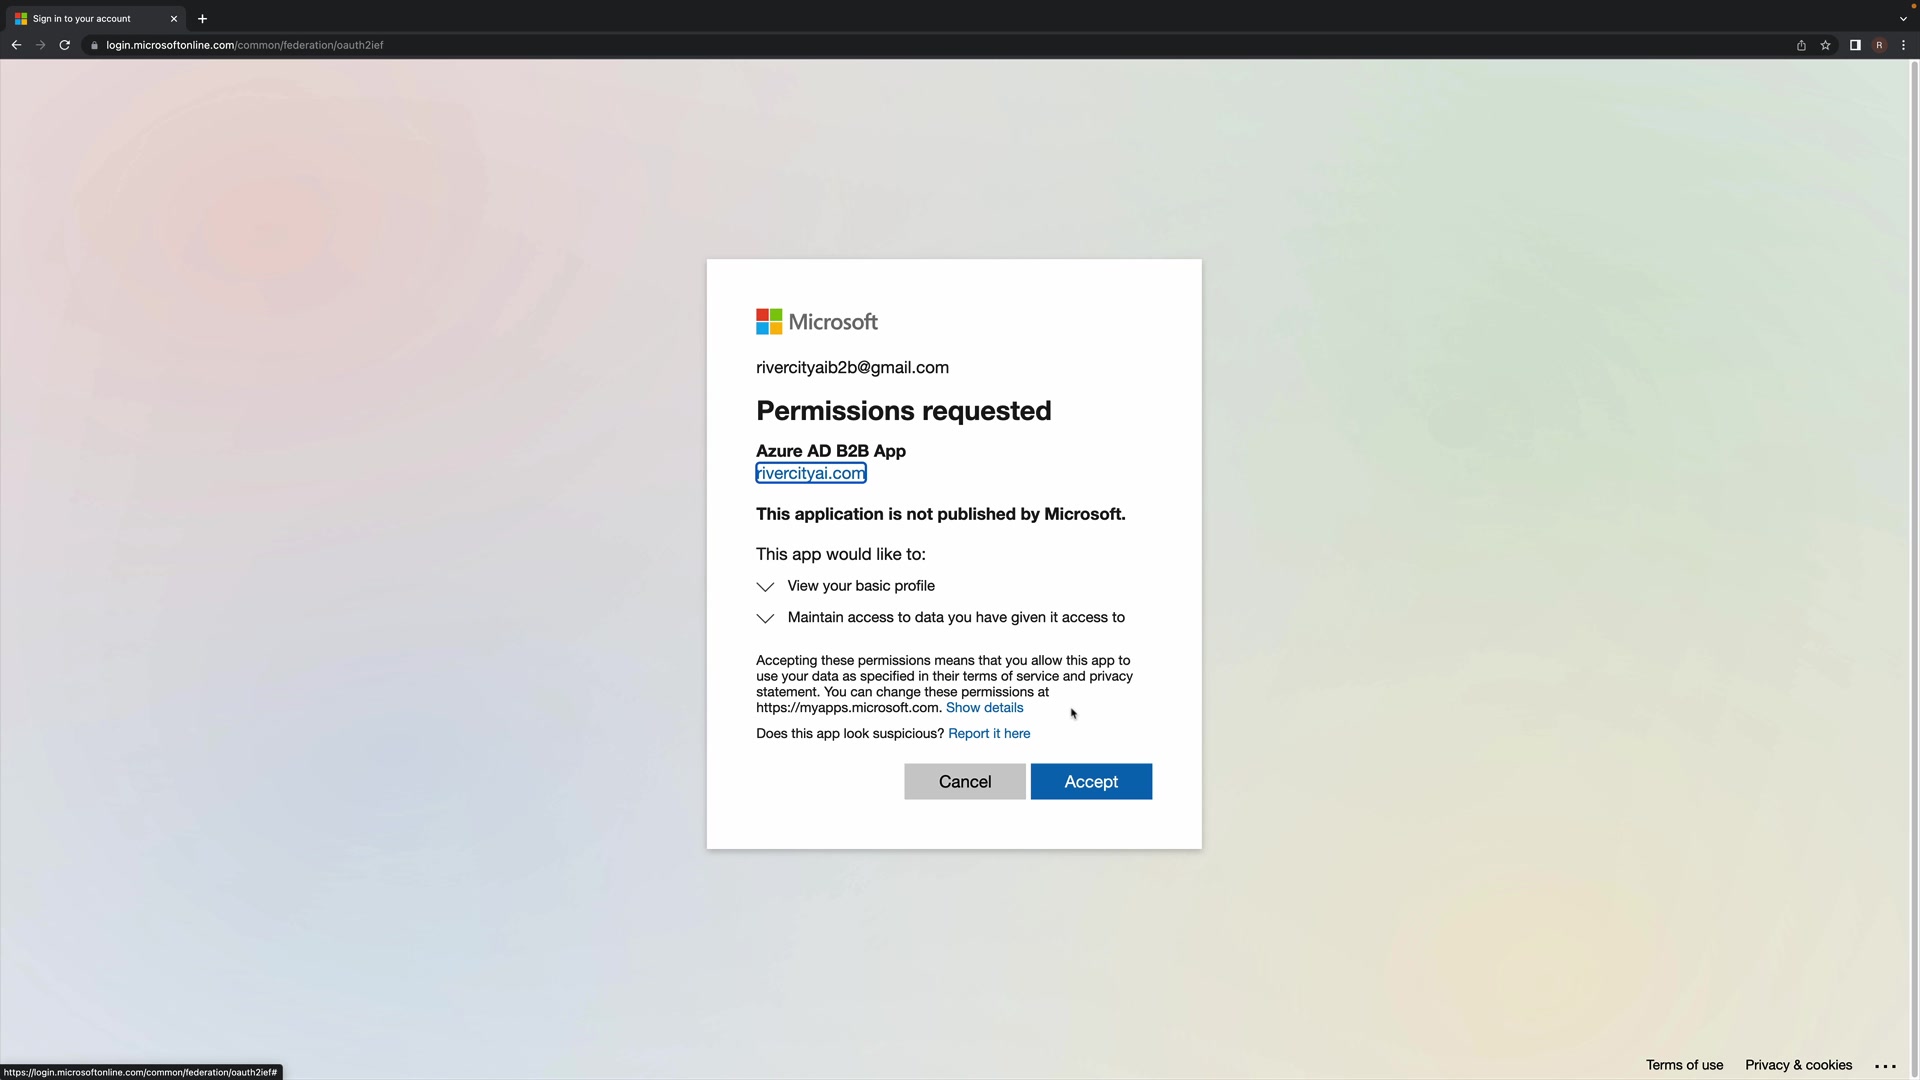 Sign in to your account
login.microsoftonline.com/common/federation/oauth2ief
R
Microsoft
rivercityaib2b@gmail.com
Permissions requested
Azure AD B2B App
rivercityai.com
This application is not published by Microsoft.
This app would like to:
View your basic profile
Maintain access to data you have given it access to
Accepting these permissions means that you allow this app to
use your data as specified in their terms of service and privacy
statement. You can change these permissions at
https://myapps.microsoft.com. Show details
Does this app look suspicious? Report it here
Cancel Accept
Terms of use Privacy & cookies ...
https://login.microsoftonline.com/common/federation/oauth2ief#